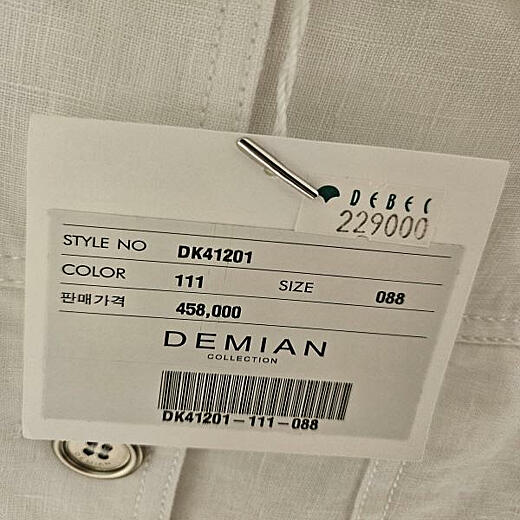 DEBEC
229000
STYLE NO DK41201
COLOR 111 SIZE 088
판매가격 458,000
DEMIAN
COLLECTION
DK41201-111-088